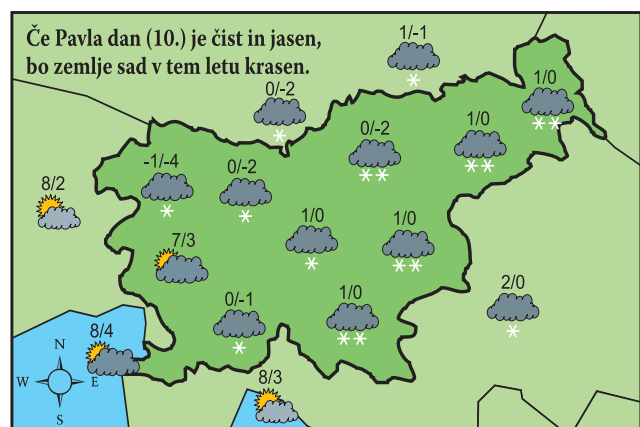 Če Pavla dan (10.) je čist in jasen,
bo zemlje sad v tem letu krasen.
1/-1
0/-2
1/0
0/-2
1/0
-1/-4
0/-2
8/2
1/0
1/0
7/3
2/0
0/-1
1/0
8/4
N
W
E
S
8/3